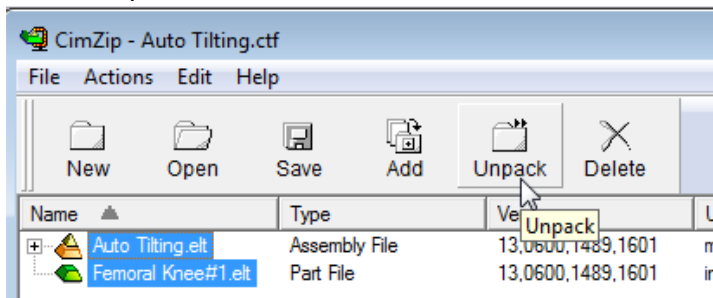 CimZip - Auto Tilting.ctf
File Actions Edit Help
New Open Save Add Unpack Delete
Name Type
Auto Tilting.elt Assembly File 13,0600,1489,1601
Femoral Knee#1.elt Part File 13,0600,1489,1601
Unpack